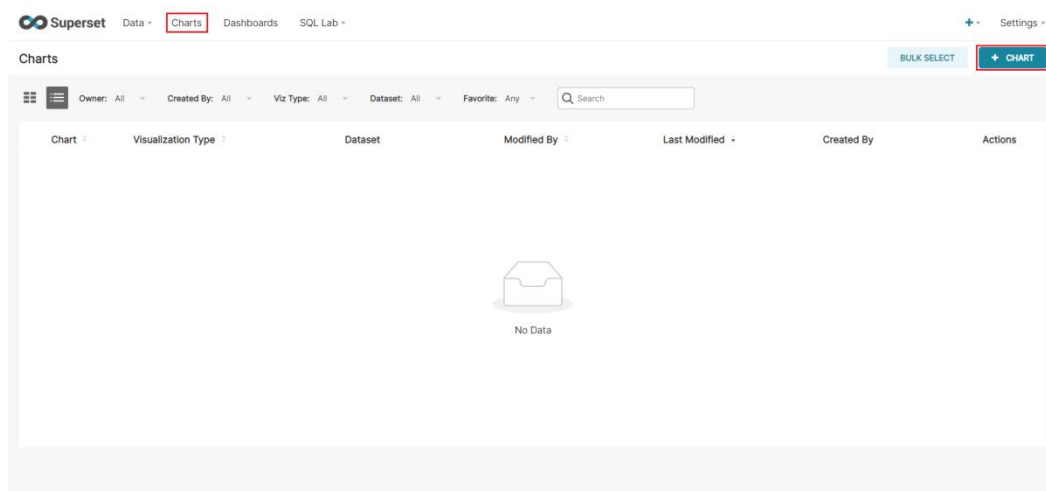 Superset Data Charts Dashboards SQL Lab + Settings
Charts BULK SELECT + CHART
Owner: All Created By: All Viz Type: All Dataset: All Favorite: Any Search
Chart Visualization Type Dataset Modified By Last Modified Created By Actions
No Data